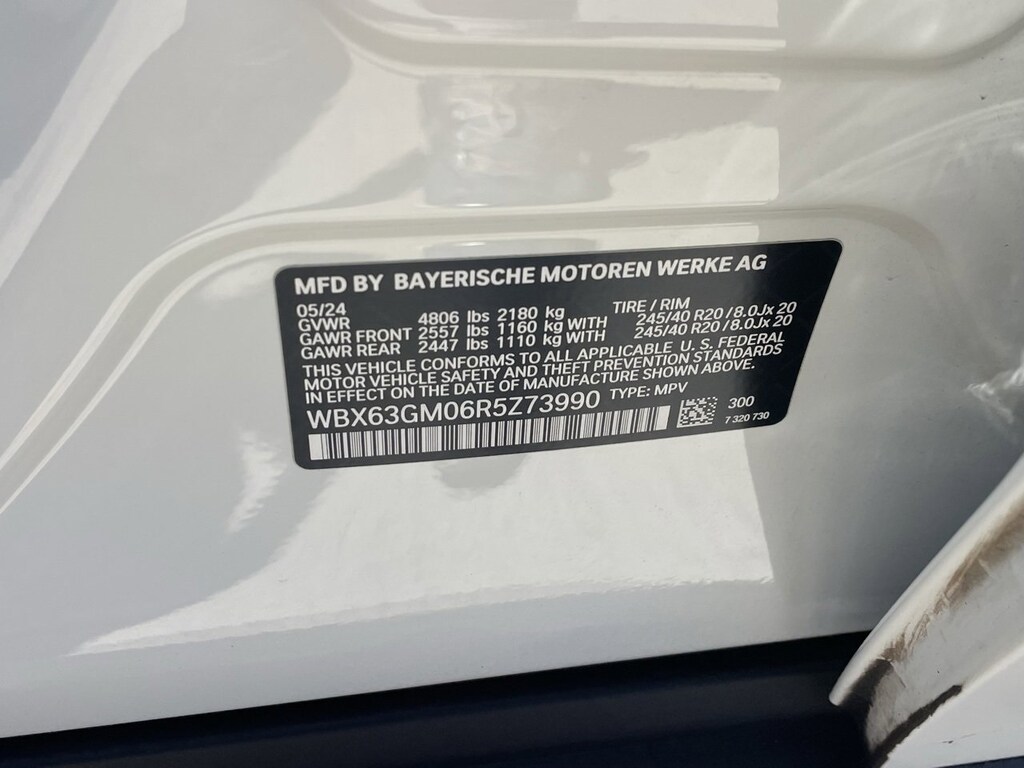 MFD BY BAYERISCHE MOTOREN WERKE AG
05/24
GVWR 4806 lbs 2180 kg TIRE / RIM
GAWR FRONT 2557 lbs 1160 kg WITH 245/40 R20 /8.0Jx 20
GAWR REAR 2447 lbs 1110 kg WITH 245/40 R20 /8.0Jx 20
THIS VEHICLE CONFORMS TO ALL APPLICABLE U. S. FEDERAL
MOTOR VEHICLE SAFETY AND THEFT PREVENTION STANDARDS
IN EFFECT ON THE DATE OF MANUFACTURE SHOWN ABOVE.
WBX63GM06R5Z73990 TYPE: MPV
300
7 320 730